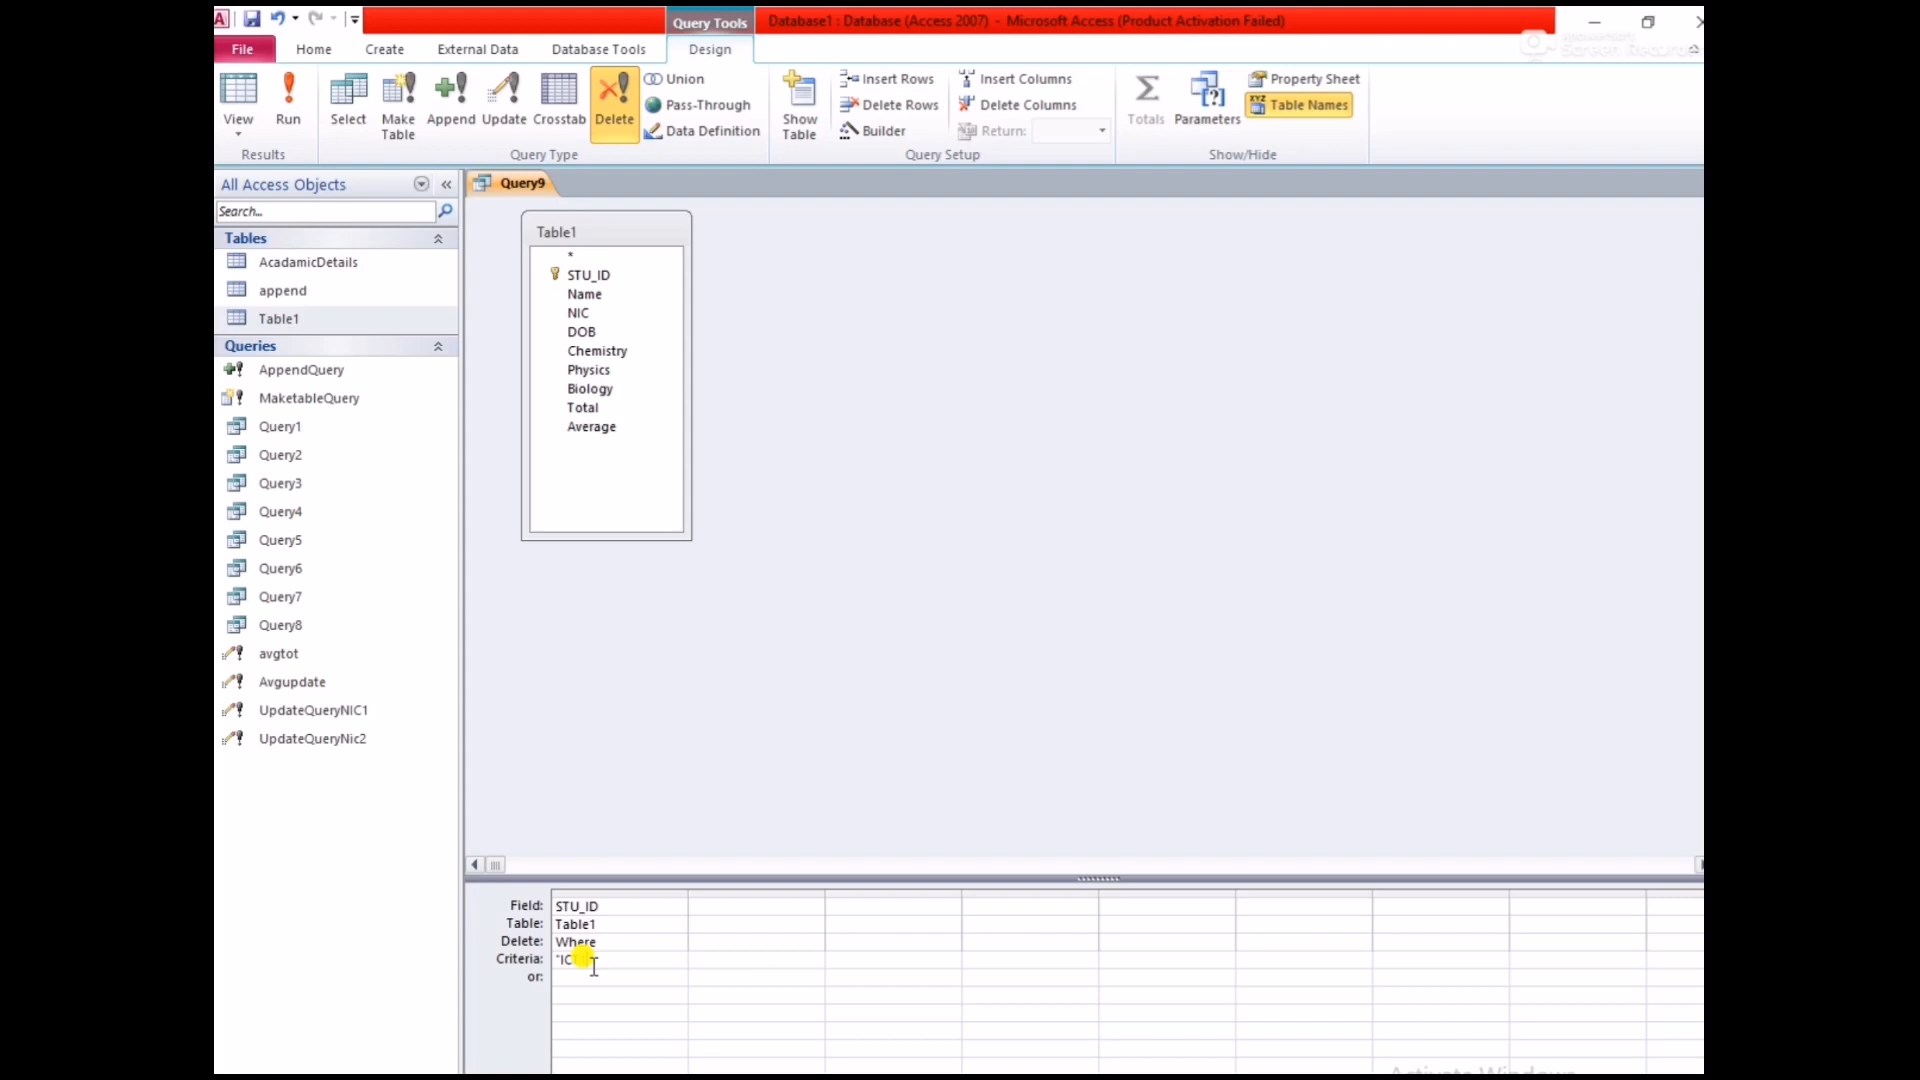 Query Tools
Database1 : Database (Access 2007) - Microsoft Access (Product Activation Failed)
File
Home
Create
External Data
Database Tools
Design
View
Run
Select
Make Table
Append
Update
Crosstab
Delete
Union
Pass-Through
Data Definition
Show Table
Insert Rows
Delete Rows
Builder
Insert Columns
Delete Columns
Return:
Totals
Parameters
Property Sheet
Table Names
Results
Query Type
Query Setup
Show/Hide
All Access Objects
Search...
Tables
AcadamicDetails
append
Table1
Queries
AppendQuery
MaketableQuery
Query1
Query2
Query3
Query4
Query5
Query6
Query7
Query8
avgtot
Avgupdate
UpdateQueryNIC1
UpdateQueryNic2
Query9
Table1
*
STU_ID
Name
NIC
DOB
Chemistry
Physics
Biology
Total
Average
Field: STU_ID
Table: Table1
Delete: Where
Criteria:
or: